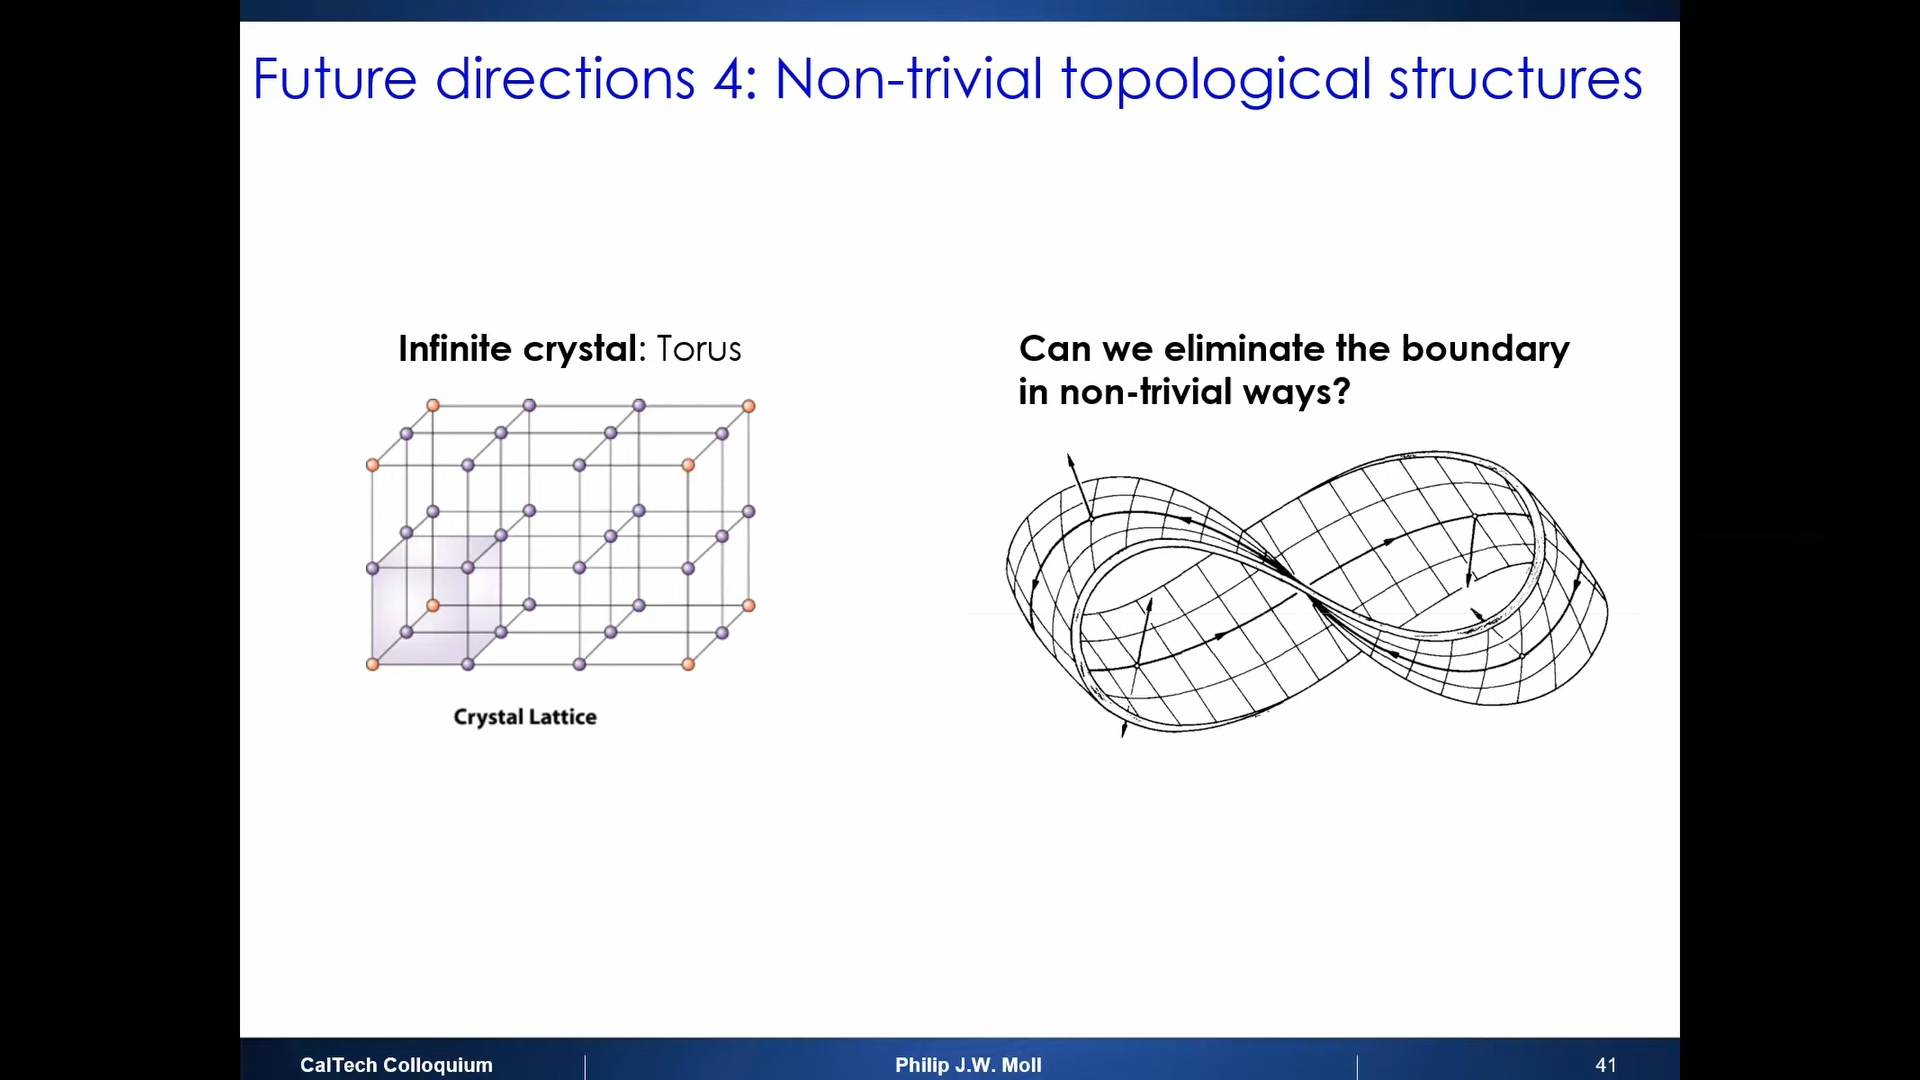 Future directions 4: Non-trivial topological structures
Infinite crystal: Torus
Crystal Lattice
Can we eliminate the boundary
in non-trivial ways?
CalTech Colloquium
Philip J.W. Moll
41